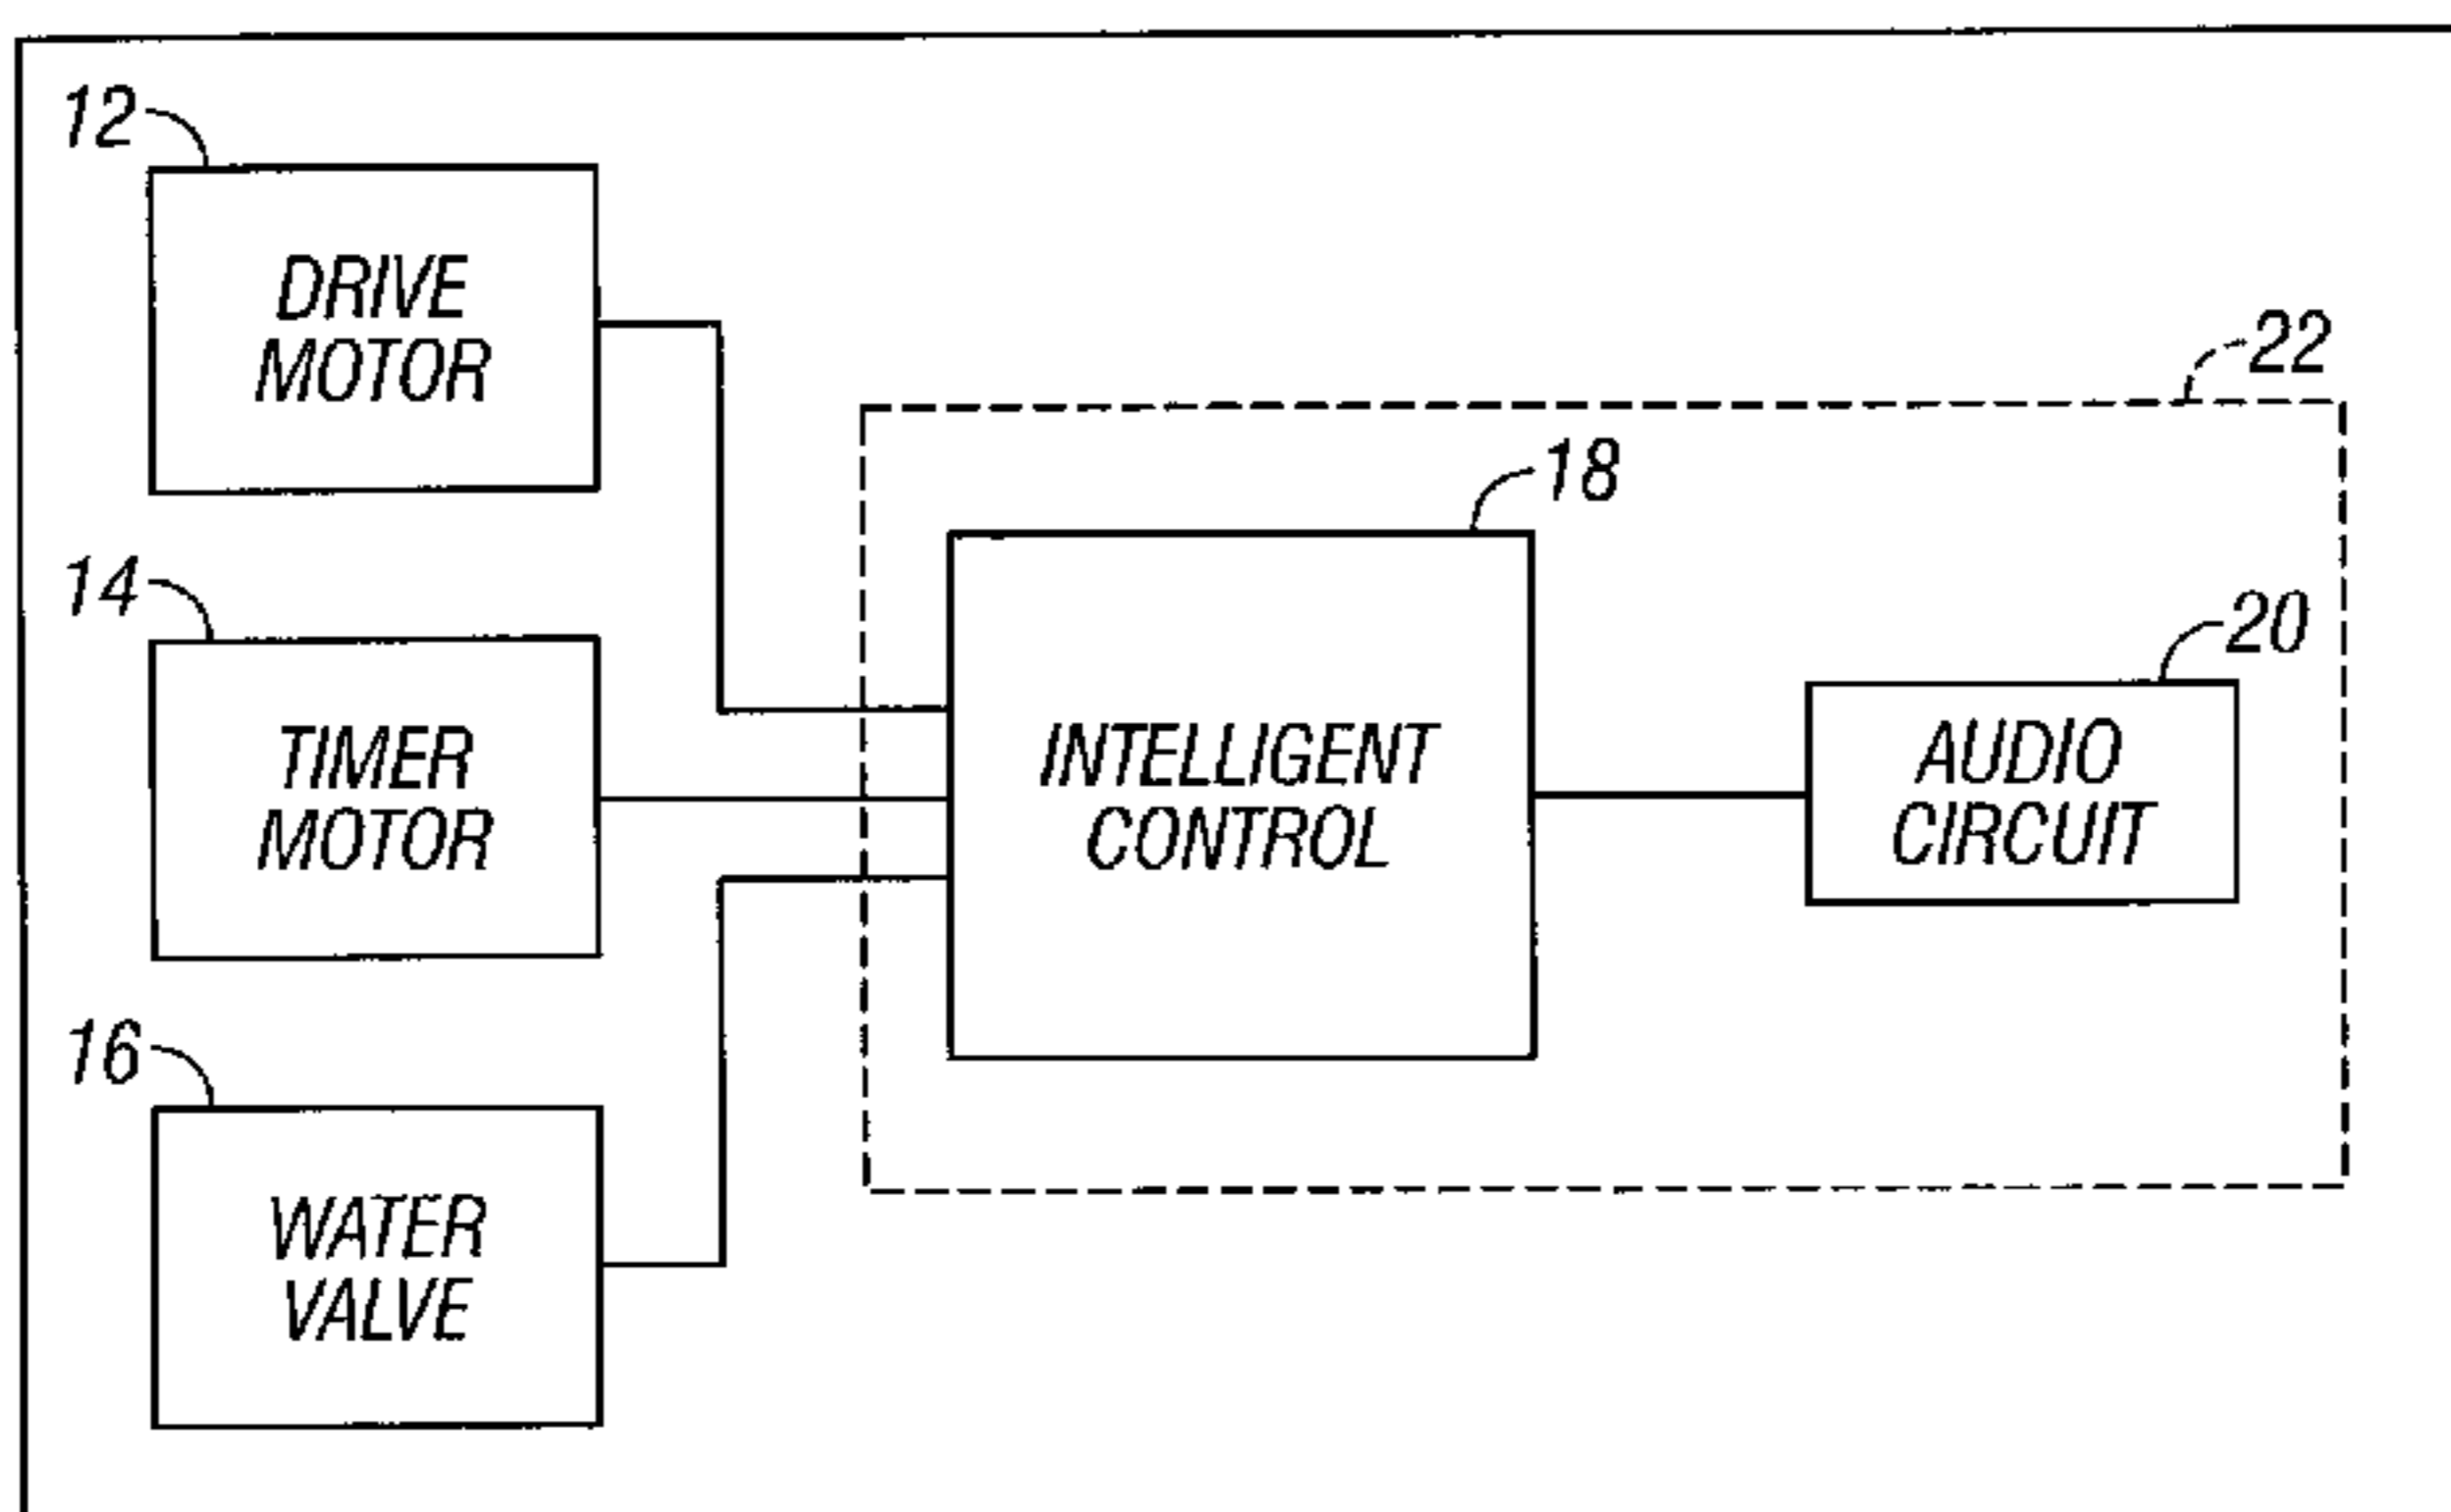 12
DRIVE
MOTOR
22
18
14
20
TIMER
MOTOR
INTELLIGENT
CONTROL
AUDIO
CIRCUIT
16
WATER
VALVE